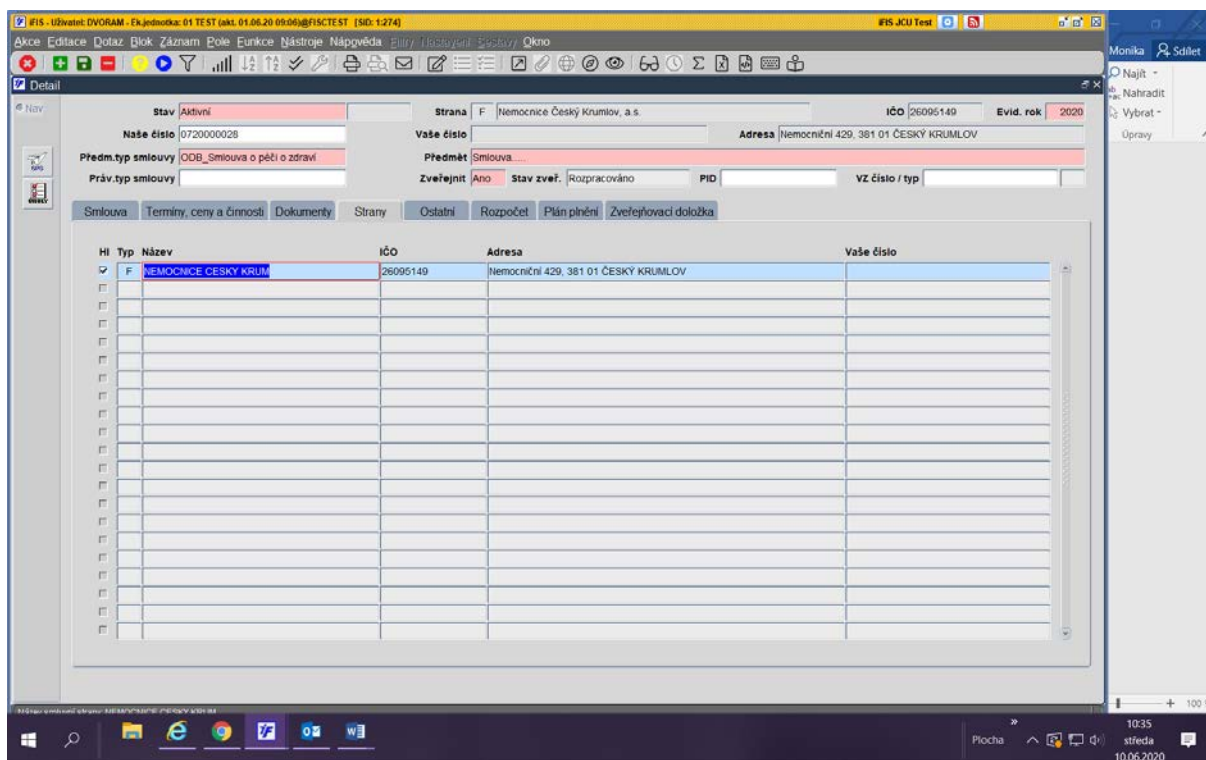 iFIS - Uživatel: DVORAM - Ek.jednotka: 01 TEST (akt. 01.06.20 09:06)@FISCTEST [SID: 1:274] iFIS JCU Test
Akce Editace Dotaz Blok Záznam Pole Funkce Nástroje Nápověda Okno
Monika Sdílet
Detail
Najít
Nav
Nahradit
Stav Aktivní Strana F Nemocnice Český Krumlov, a.s. IČO 26095149 Evid. rok 2020
Vybrat
Naše číslo 0720000028 Vaše číslo Adresa Nemocniční 429, 381 01 ČESKÝ KRUMLOV
Úpravy
Předm.typ smlouvy ODB_Smlouva o péči o zdraví Předmět Smlouva.....
Práv.typ smlouvy Zveřejnit Ano Stav zveř. Rozpracováno PID VZ číslo / typ
Smlouva Termíny, ceny a činnosti Dokumenty Strany Ostatní Rozpočet Plán plnění Zveřejňovací doložka
Hl Typ Název IČO Adresa Vaše číslo
F NEMOCNICE CESKY KRUM 26095149 Nemocniční 429, 381 01 ČESKÝ KRUMLOV
100
Plocha
10:35
středa
10.06.2020